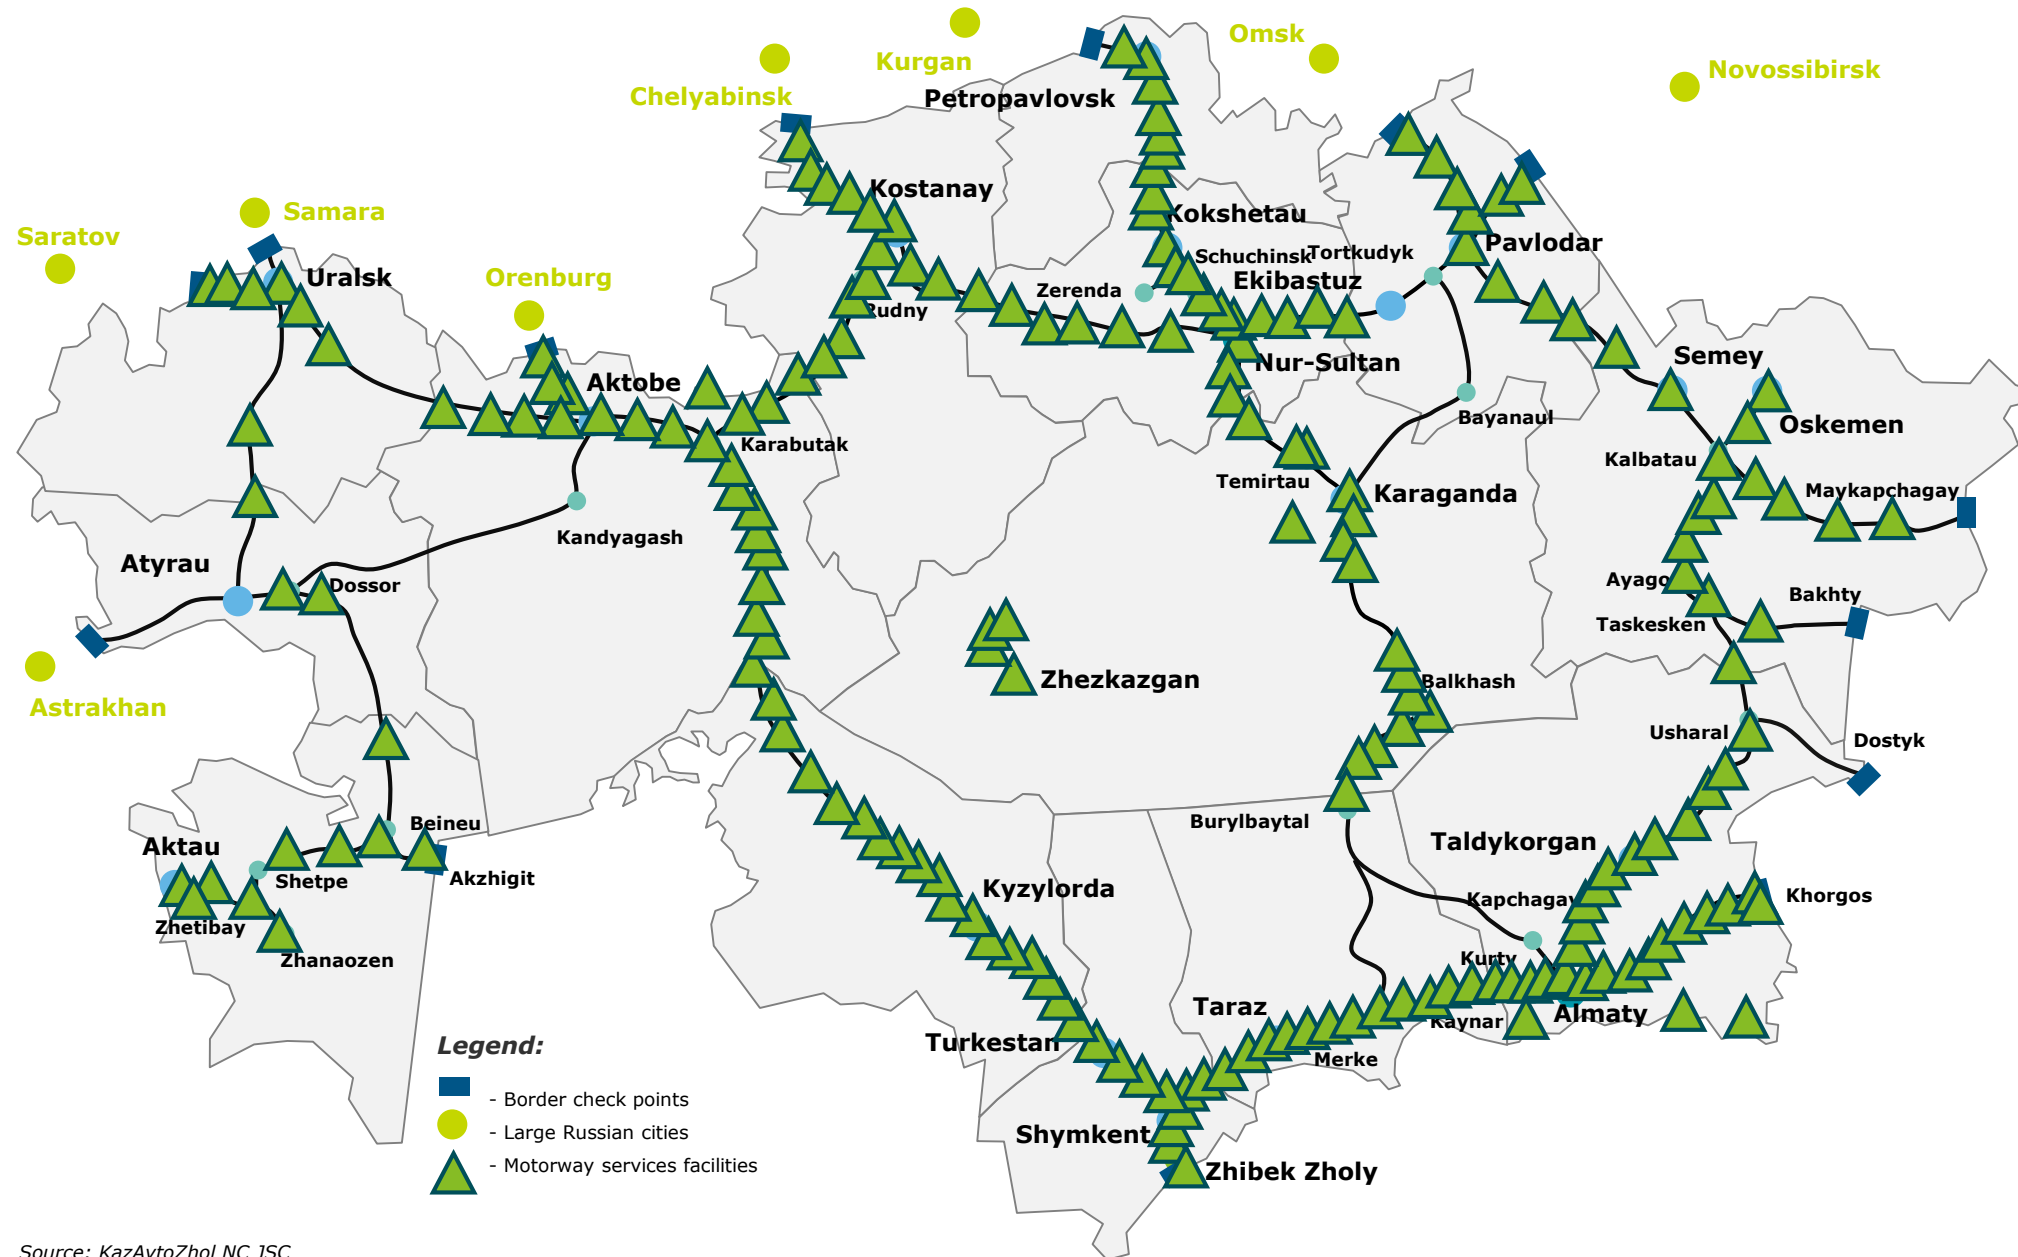 Omsk
Kurgan
Novossibirsk
Chelyabinsk
Petropavlovsk
Kostanay
Samara
Kokshetau
Saratov
Pavlodar
Schuchinsk
Tortkudyk
Uralsk
Orenburg
Ekibastuz
Zerenda
Rudny
Semey
Nur-Sultan
Aktobe
Bayanaul
Oskemen
Karabutak
Kalbatau
Temirtau
Karaganda
Maykapchagay
Kandyagash
Atyrau
Ayago
Dossor
Bakhty
Taskesken
Zhezkazgan
Balkhash
Astrakhan
Usharal
Dostyk
Beineu
Burylbaytal
Aktau
Taldykorgan
Akzhigit
Shetpe
Kyzylorda
Khorgos
Kapchagay
Zhetibay
Zhanaozen
Kurty
Taraz
Almaty
Kaynar
Turkestan
Merke
Legend:
- Border check points
- Large Russian cities
- Motorway services facilities
Shymkent
Zhibek Zholy
Source: KazAvtoZhol NC JSC